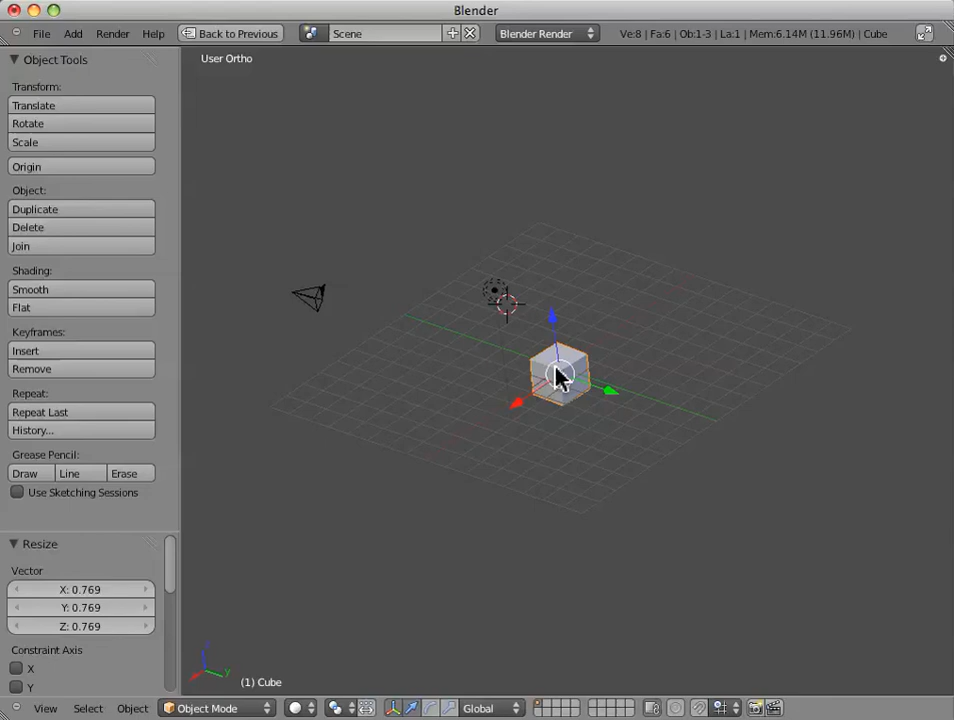 Blender
File Add Render Help Back to Previous Scene Blender Render Ve:8 | Fa:6 | Ob:1-3 | La:1 | Mem:6.14M (11.96M) | Cube
Object Tools
User Ortho
Transform:
Translate
Rotate
Scale
Origin
Object:
Duplicate
Delete
Join
Shading:
Smooth
Flat
Keyframes:
Insert
Remove
Repeat:
Repeat Last
History...
Grease Pencil:
Draw Line Erase
Use Sketching Sessions
Resize
Vector
X: 0.769
Y: 0.769
Z: 0.769
Constraint Axis
X
Y
Z
Y
(1) Cube
View Select Object Object Mode Global